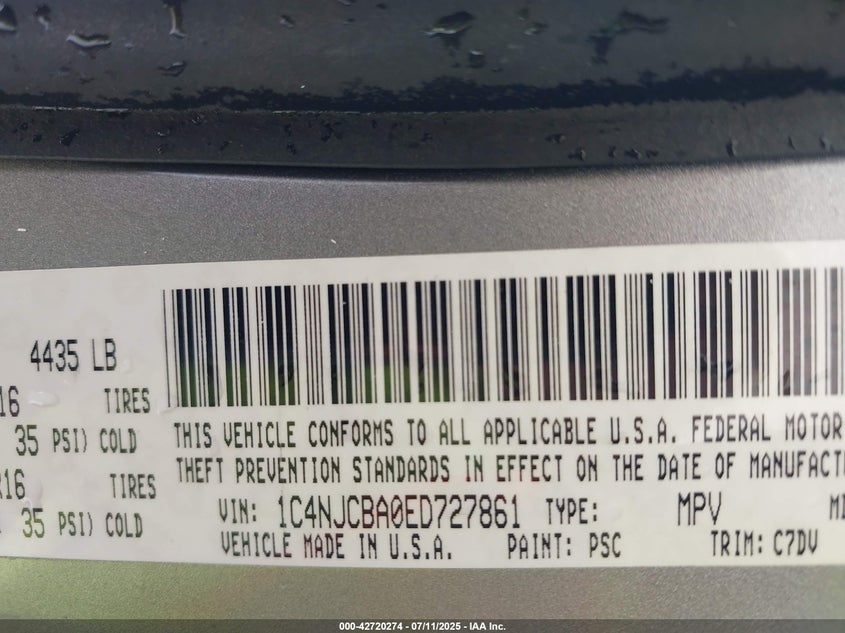 4435 LB
16 TIRES
35 PSI) COLD
THIS VEHICLE CONFORMS TO ALL APPLICABLE U.S.A. FEDERAL MOTOR
THEFT PREVENTION STANDARDS IN EFFECT ON THE DATE OF
R16 TIRES
35 PSI) COLD
VIN: 1C4NJCBA0ED727861 TYPE: MPV
VEHICLE MADE IN U.S.A. PAINT: PSC TRIM: C7DV
000-42720274 - 07/11/2025 - IAA Inc.